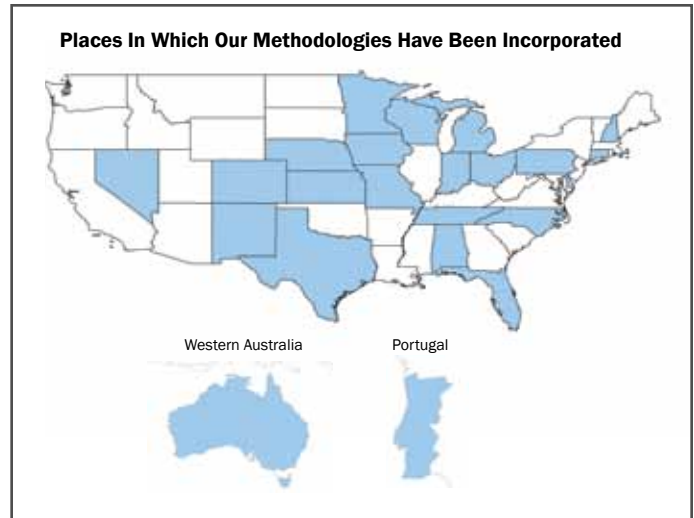 Places In Which Our Methodologies Have Been Incorporated
Western Australia
Portugal